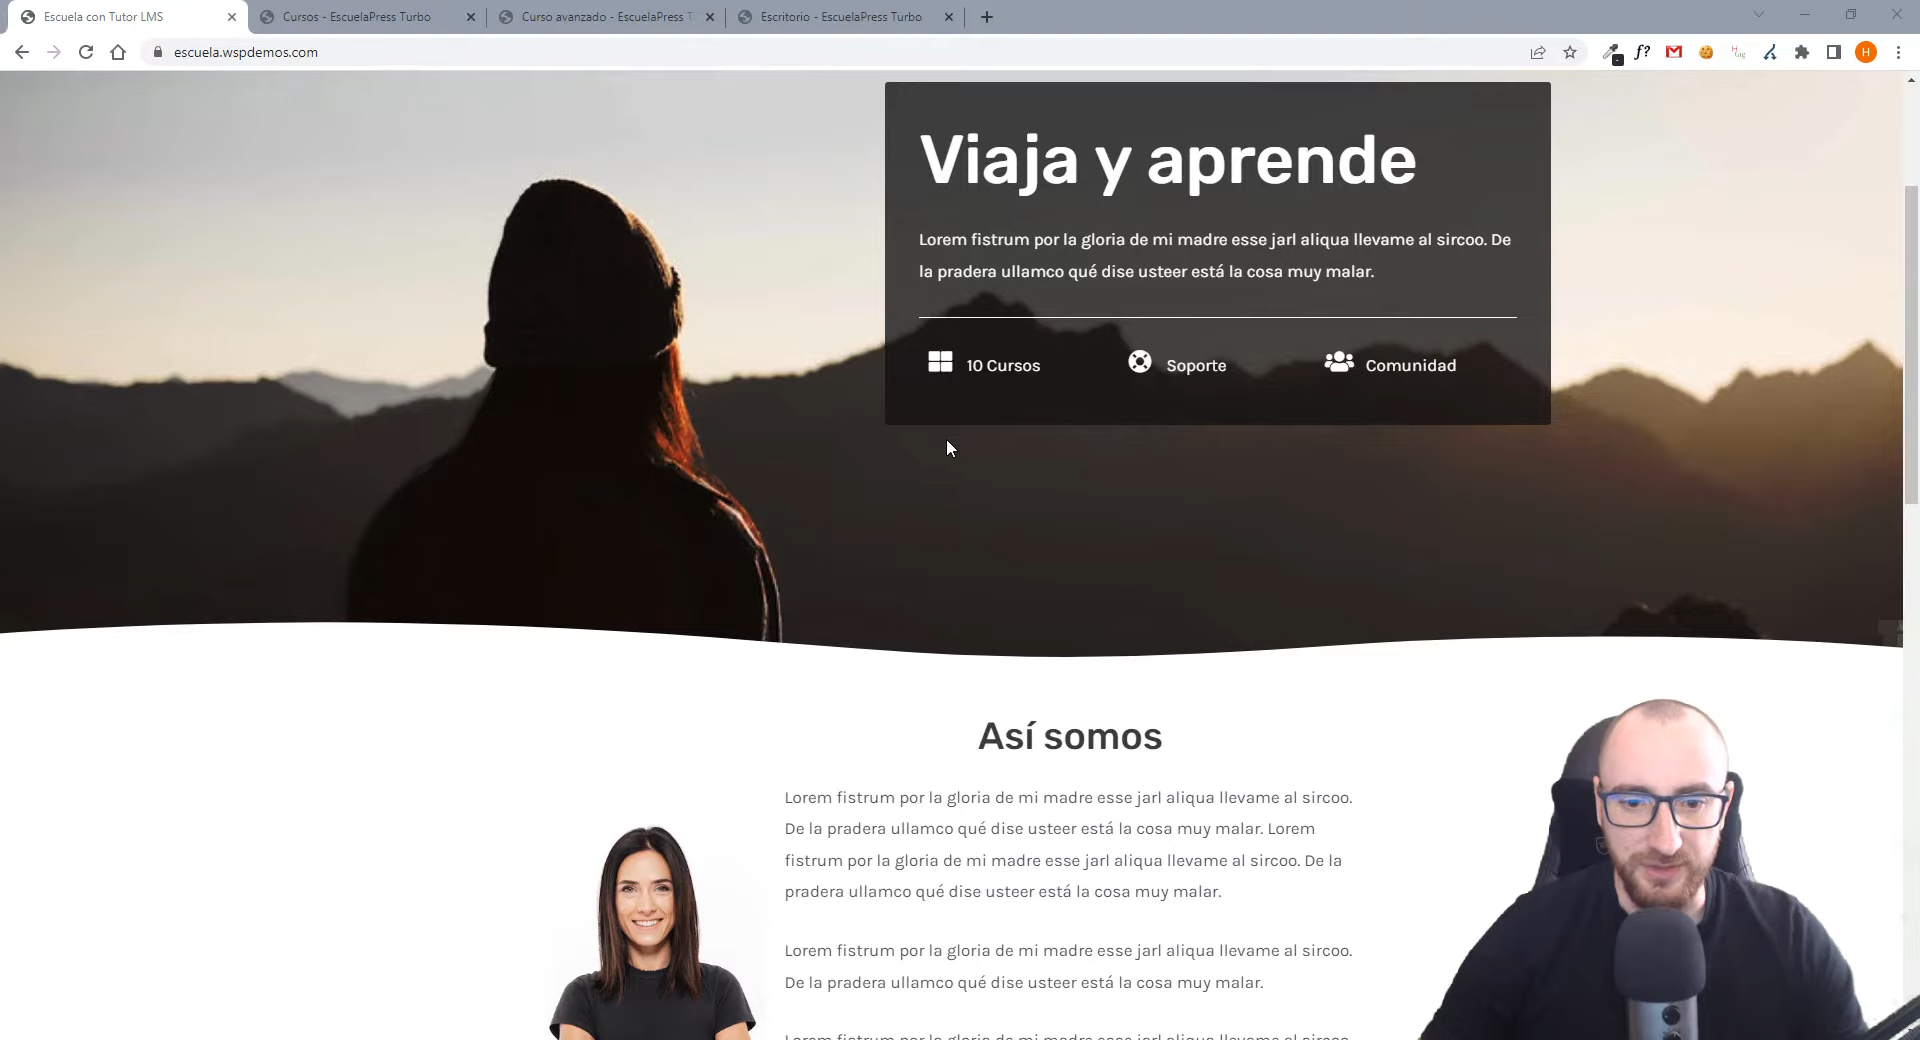 Escuela con Tutor LMS
Cursos - EscuelaPress Turbo
Curso avanzado - EscuelaPress
Escritorio - EscuelaPress Turbo
escuela.wspdemos.com
f?
H
Viaja y aprende
Lorem fistrum por la gloria de mi madre esse jarl aliqua llevame al sircoo. De
la pradera ullamco qué dise usteer está la cosa muy malar.
10 Cursos
Soporte
Comunidad
Así somos
Lorem fistrum por la gloria de mi madre esse jarl aliqua llevame al sircoo.
De la pradera ullamco qué dise usteer está la cosa muy malar. Lorem
fistrum por la gloria de mi madre esse jarl aliqua llevame al sircoo. De la
pradera ullamco qué dise usteer está la cosa muy malar.
Lorem fistrum por la gloria de mi madre esse jarl aliqua llevame al sircoo.
De la pradera ullamco qué dise usteer está la cosa muy malar.